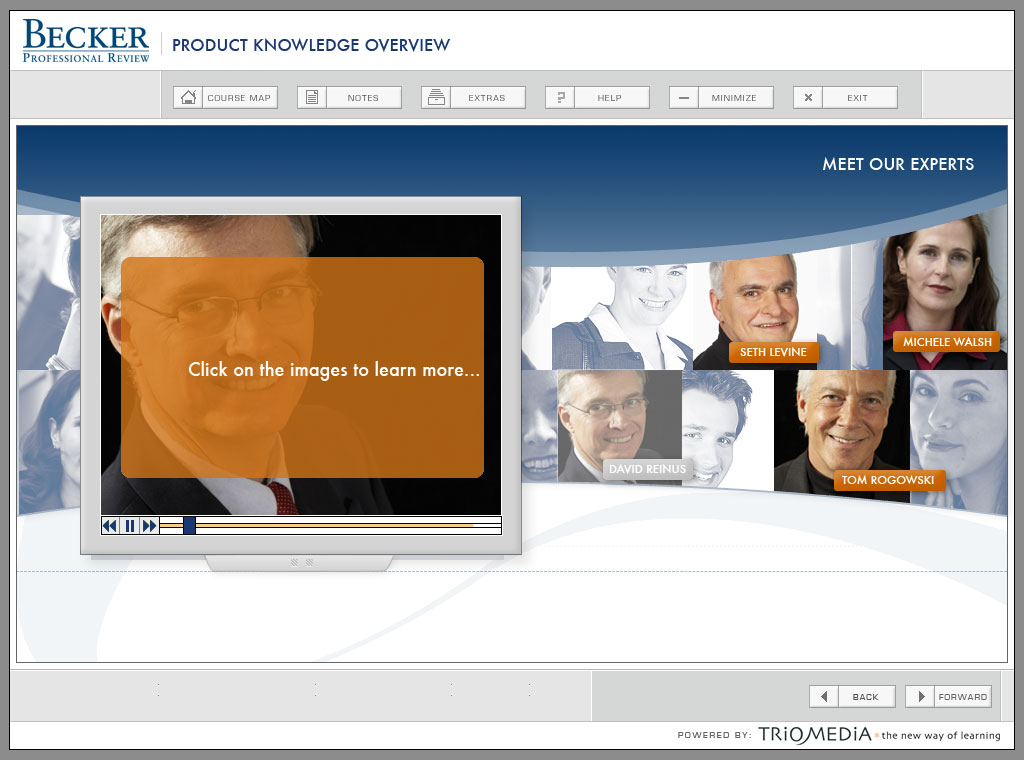 BECKER
PROFESSIONAL REVIEW
PRODUCT KNOWLEDGE OVERVIEW
COURSE MAP
NOTES
EXTRAS
HELP
MINIMIZE
EXIT
MEET OUR EXPERTS
MICHELE WALSH
SETH LEVINE
Click on the images to learn more...
DAVID REINUS
TOM ROGOWSKI
BACK
FORWARD
POWERED BY: TRiOMEDiA the new way of learning